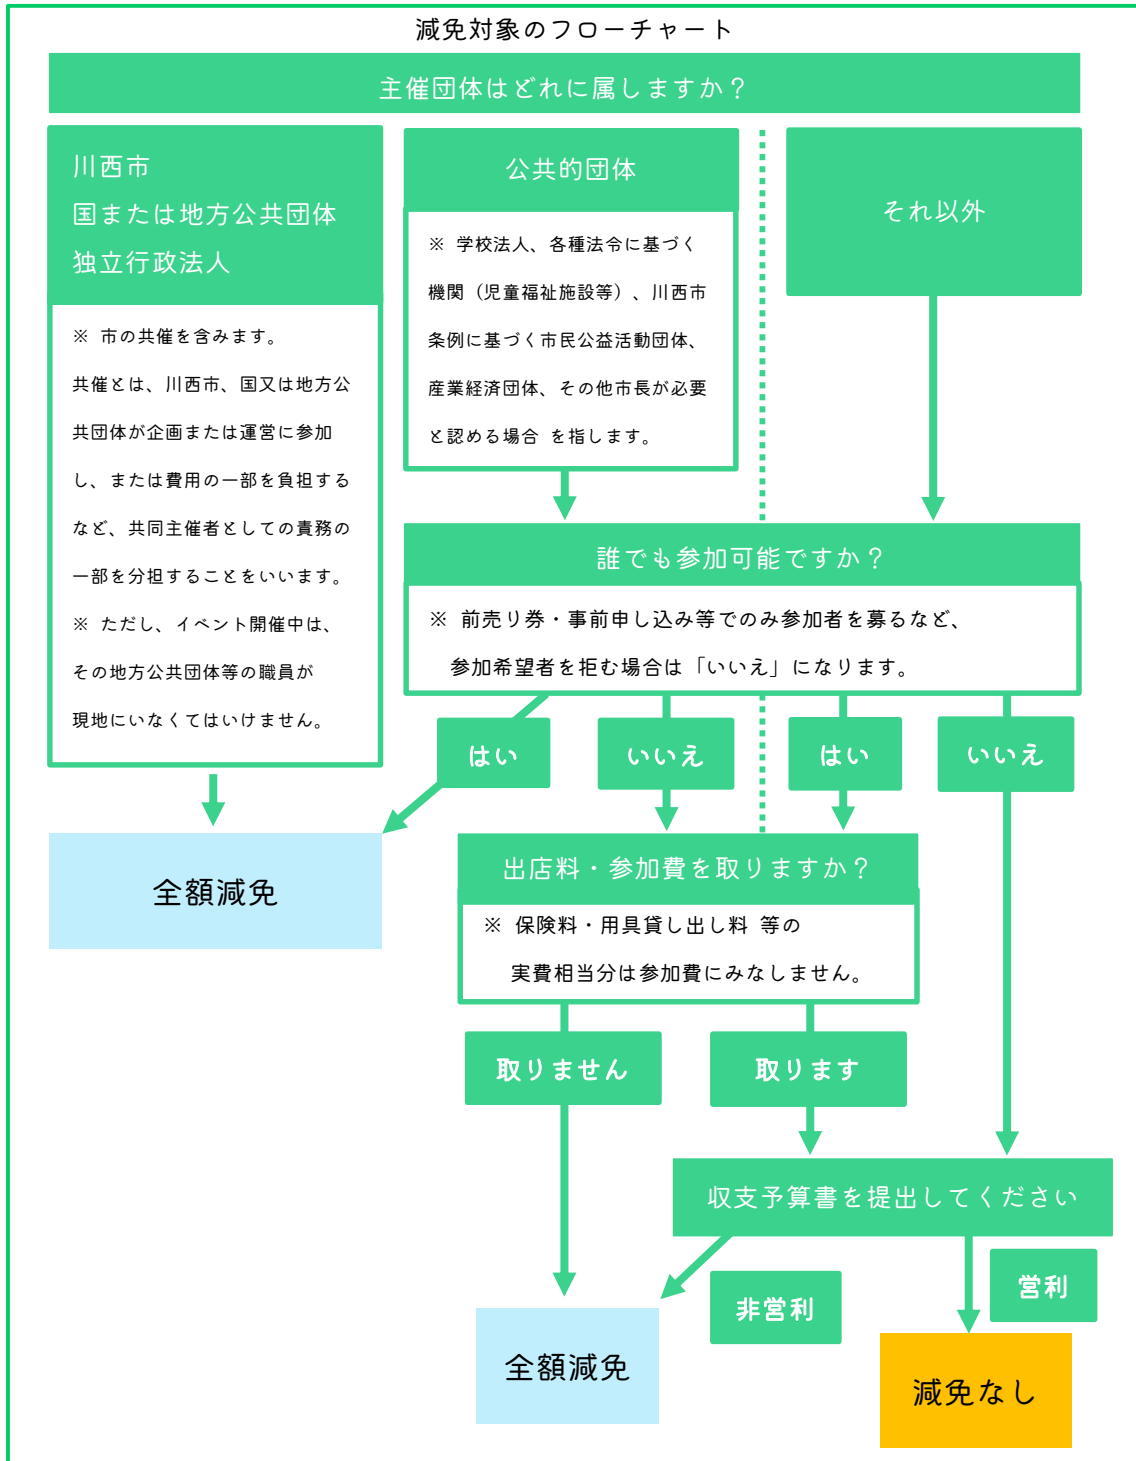 減免対象のフローチャート
主催団体はどれに属しますか？
川西市
国または地方公共団体
独立行政法人
※ 市の共催を含みます。
共催とは、川西市、国又は地方公
共団体が企画または運営に参加
し、または費用の一部を負担する
など、共同主催者としての責務の
一部を分担することをいいます。
※ ただし、イベント開催中は、
その地方公共団体等の職員が
現地にいなくてはいけません。
公共的団体
※ 学校法人、各種法令に基づく
機関（児童福祉施設等）、川西市
条例に基づく市民公益活動団体、
産業経済団体、その他市長が必要
と認める場合 を指します。
それ以外
誰でも参加可能ですか？
※ 前売り券・事前申し込み等でのみ参加者を募るなど、
参加希望者を拒む場合は「いいえ」になります。
はい
いいえ
はい
いいえ
全額減免
出店料・参加費を取りますか？
※ 保険料・用具貸し出し料 等の
実費相当分は参加費にみなしません。
取りません
取ります
収支予算書を提出してください
非営利
営利
全額減免
減免なし